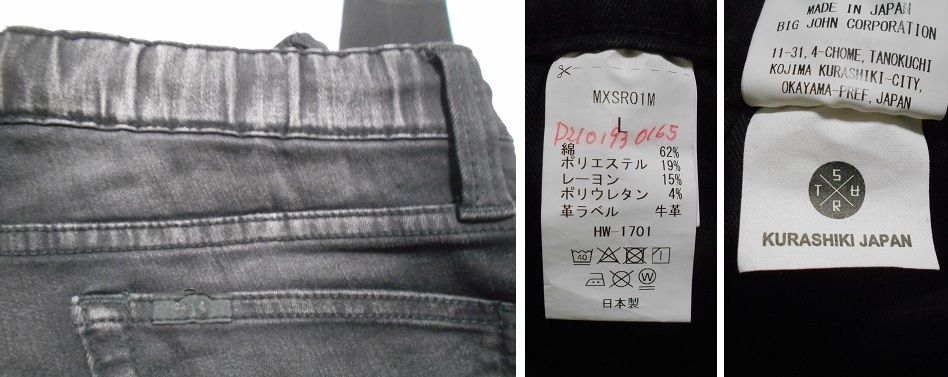 MXSR01M
L
D210193 0165
綿 62%
ポリエステル 19%
レーヨン 15%
ポリウレタン 4%
革ラベル 牛革
HW-1701
40
日本製
MADE IN JAPAN
BIG JOHN CORPORATION
11-31, 4-CHOME, TANOKUCHI
KOJIMA KURASHIKI-CITY,
OKAYAMA-PREF, JAPAN
S
T
R
KURASHIKI JAPAN